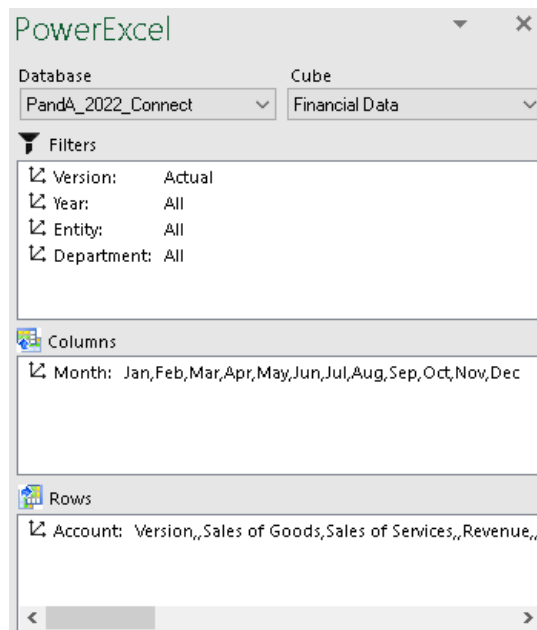 PowerExcel
Database Cube
PandA_2022_Connect Financial Data
Filters
Version: Actual
Year: All
Entity: All
Department: All
Columns
Month: Jan,Feb,Mar,Apr,May,Jun,Jul,Aug,Sep,Oct,Nov,Dec
Rows
Account: Version,,Sales of Goods,Sales of Services,,Revenue,,